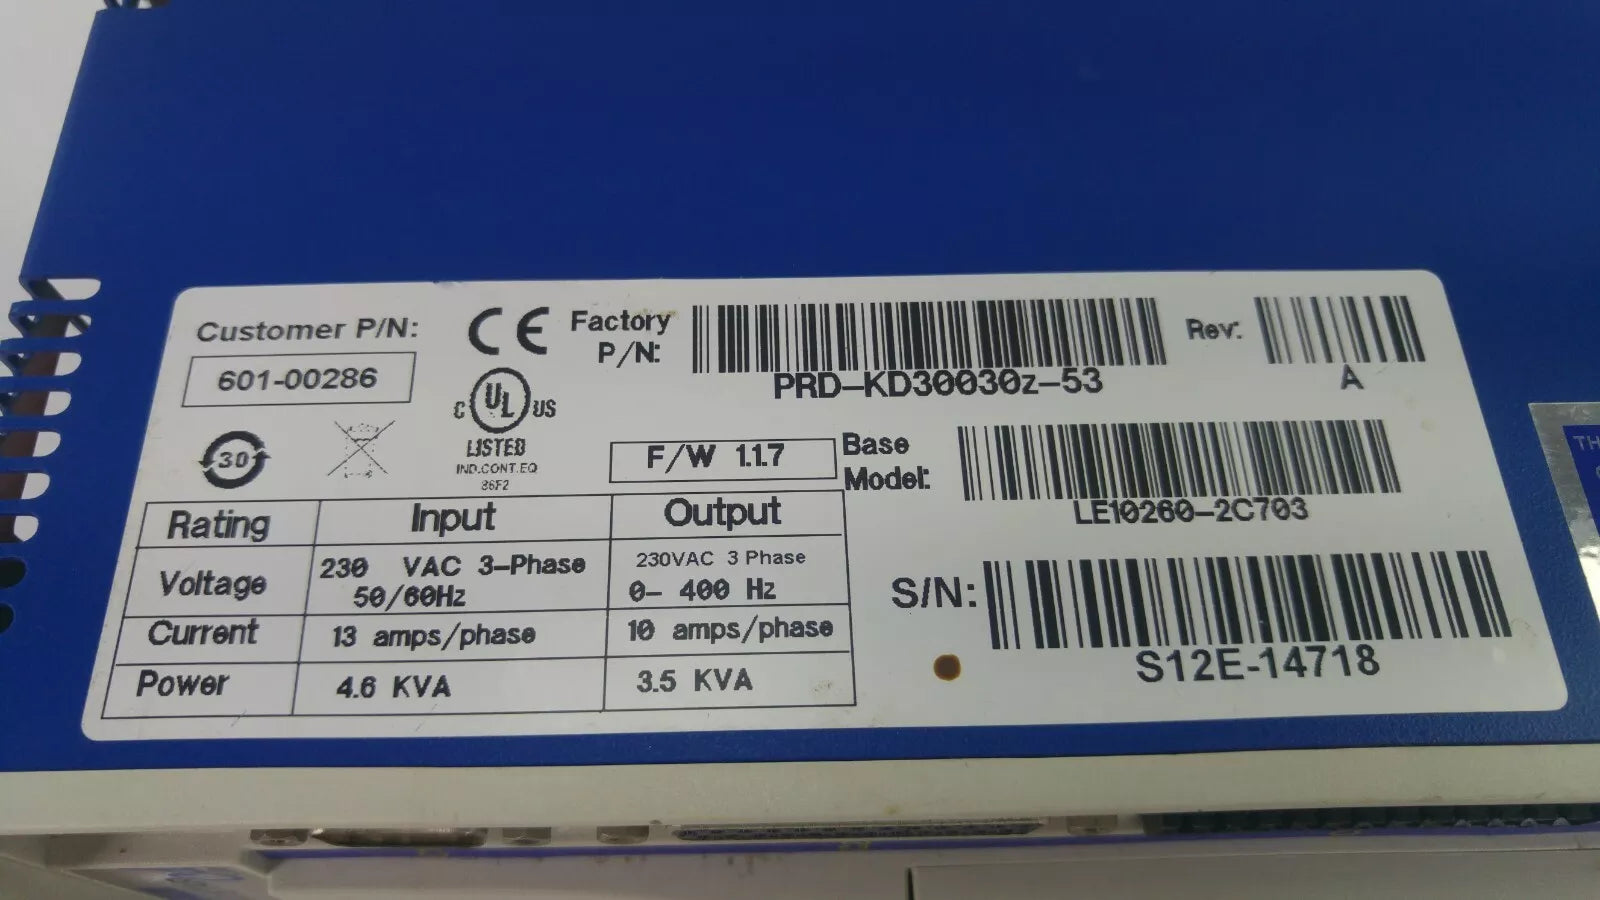 Customer P/N:
601-00286
CE
Factory
P/N:
PRD-KD30030z-53
Rev:
A
C UL US
LISTED
IND.CONT.EQ
86F2
30
F/W 1.1.7
Base
Model:
LE10260-2C703
S/N:
S12E-14718
Rating Input Output
Voltage 230 VAC 3-Phase 230VAC 3 Phase
50/60Hz 0- 400 Hz
Current 13 amps/phase 10 amps/phase
Power 4.6 KVA 3.5 KVA